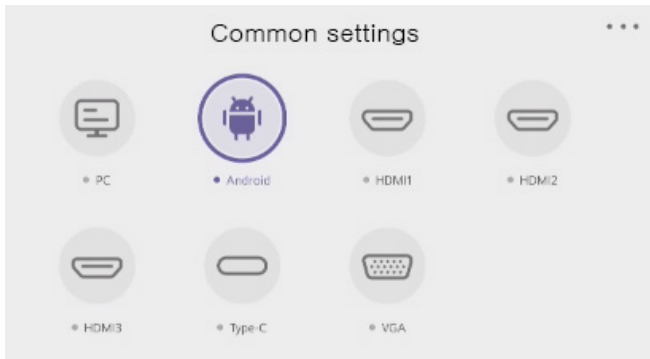 Common settings
PC
Android
HDMI1
HDMI2
HDMI3
Type-C
VGA